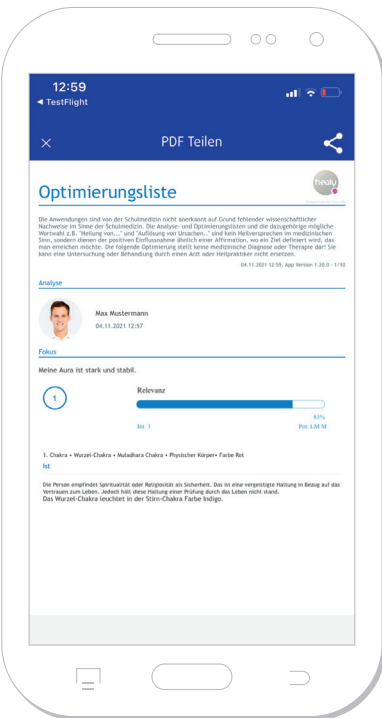 12:59
◄ TestFlight
PDF Teilen
healy
Optimierungsliste
Die Anwendungen sind von der Schulmedizin nicht anerkannt auf Grund fehlender wissenschaftlicher
Nachweise im Sinne der Schulmedizin. Die Analyse- und Optimierungslisten und die dazugehörige mögliche
Wortwahl z.B. "Heilung von..." und "Auflösung von Ursachen.." sind kein Heilversprechen im medizinischen
Sinn, sondern dienen der positiven Einflussnahme ähnlich einer Affirmation, wo ein Ziel definiert wird, das
man erreichen möchte. Die folgende Optimierung stellt keine medizinische Diagnose oder Therapie dar! Sie
kann eine Untersuchung oder Behandlung durch einen Arzt oder Heilpraktiker nicht ersetzen.
04.11.2021 12:59, App Version 1.20.0 - 1/10
Analyse
Max Mustermann
04.11.2021 12:57
Fokus
Meine Aura ist stark und stabil.
1
Relevanz
83%
Int 3
Pot LM M
1. Chakra • Wurzel-Chakra • Muladhara Chakra • Physischer Körper• Farbe Rot
Ist
Die Person empfindet Spiritualität oder Religiosität als Sicherheit. Das ist eine vergeistigte Haltung in Bezug auf das
Vertrauen zum Leben. Jedoch hält diese Haltung einer Prüfung durch das Leben nicht stand.
Das Wurzel-Chakra leuchtet in der Stirn-Chakra Farbe Indigo.